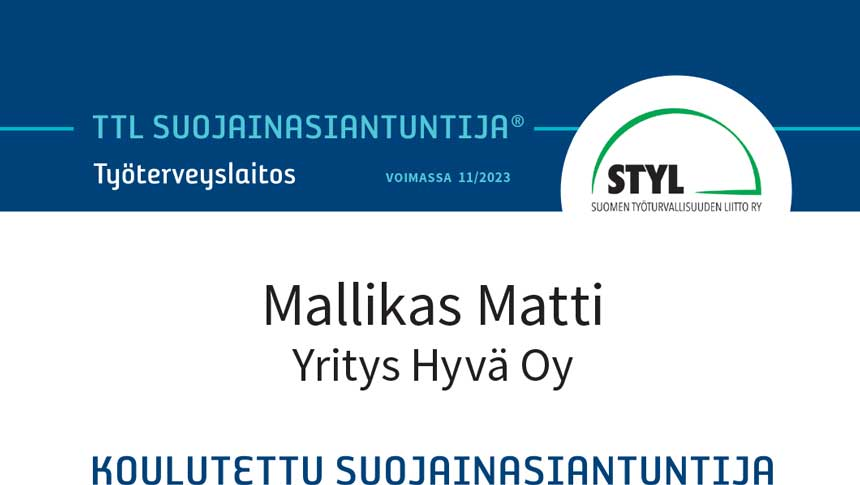 TTL SUOJAINASIANTUNTIJA®
Työterveyslaitos
VOIMASSA 11/2023
STYL
SUOMEN TYÖTURVALLISUUDEN LIITTO RY
Mallikas Matti
Yritys Hyvä Oy
KOULUTETTU SUOJAINASIANTUNTIJA